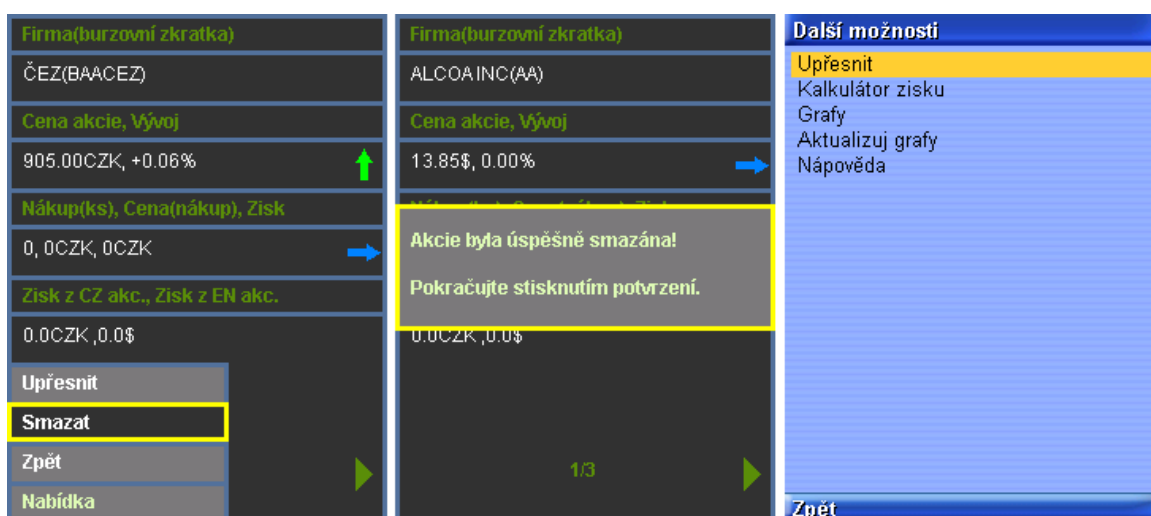 Firma(burzovní zkratka)
ČEZ(BAACEZ)
Cena akcie, Vývoj
905.00CZK, +0.06%
Nákup(ks), Cena(nákup), Zisk
0, 0CZK, 0CZK
Zisk z CZ akc., Zisk z EN akc.
0.0CZK ,0.0$
Upřesnit
Smazat
Zpět
Nabídka
Firma(burzovní zkratka)
ALCOA INC(AA)
Cena akcie, Vývoj
13.85$, 0.00%
Akcie byla úspěšně smazána!
Pokračujte stisknutím potvrzení.
0.0CZK ,0.0$
1/3
Další možnosti
Upřesnit
Kalkulátor zisku
Grafy
Aktualizuj grafy
Nápověda
Zpět